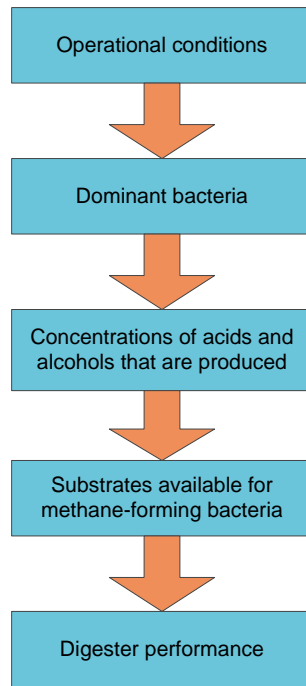 Operational conditions
Dominant bacteria
Concentrations of acids and
alcohols that are produced
Substrates available for
methane-forming bacteria
Digester performance